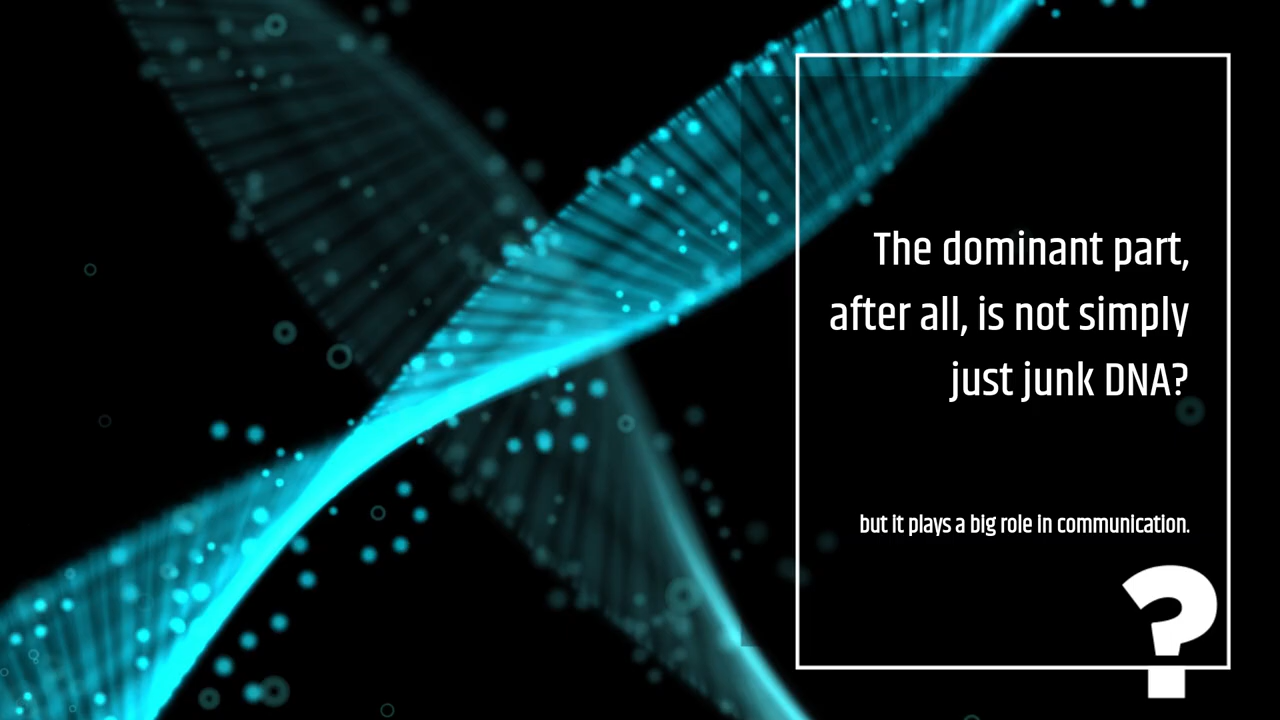 The dominant part,
after all, is not simply
just junk DNA?
but it plays a big role in communication.
?